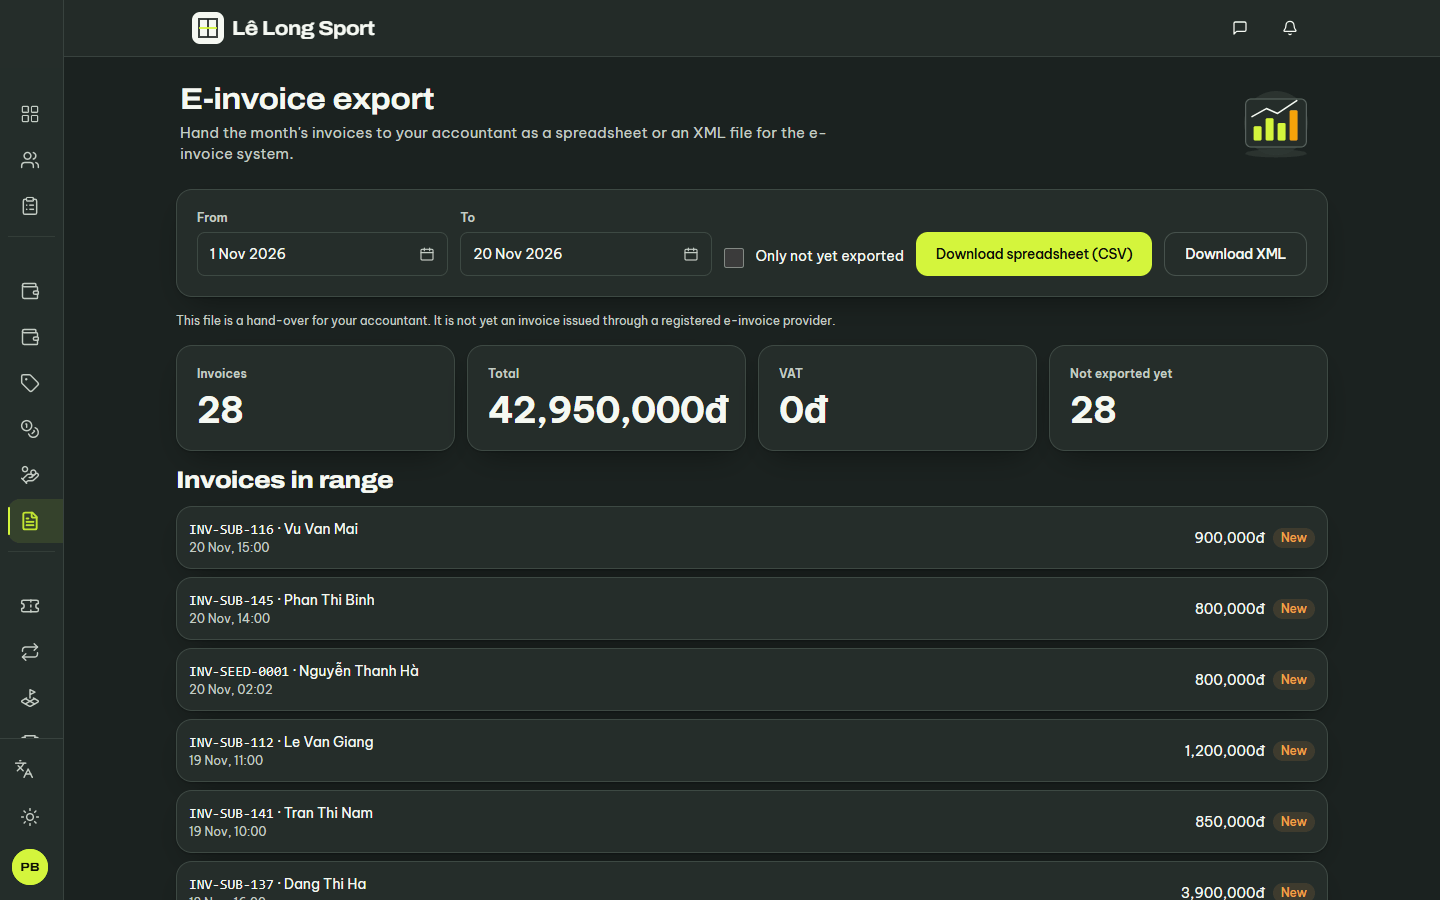 Lê Long Sport
E-invoice export
Hand the month's invoices to your accountant as a spreadsheet or an XML file for the e-
invoice system.
From
To
1 Nov 2026
20 Nov 2026
Only not yet exported
Download spreadsheet (CSV)
Download XML
This file is a hand-over for your accountant. It is not yet an invoice issued through a registered e-invoice provider.
Invoices
28
Total
42,950,000đ
VAT
0đ
Not exported yet
28
Invoices in range
INV-SUB-116 · Vu Van Mai
20 Nov, 15:00
900,000đ New
INV-SUB-145 · Phan Thi Binh
20 Nov, 14:00
800,000đ New
INV-SEED-0001 · Nguyễn Thanh Hà
20 Nov, 02:02
800,000đ New
INV-SUB-112 · Le Van Giang
19 Nov, 11:00
1,200,000đ New
INV-SUB-141 · Tran Thi Nam
19 Nov, 10:00
850,000đ New
INV-SUB-137 · Dang Thi Ha
3,900,000đ New
PB